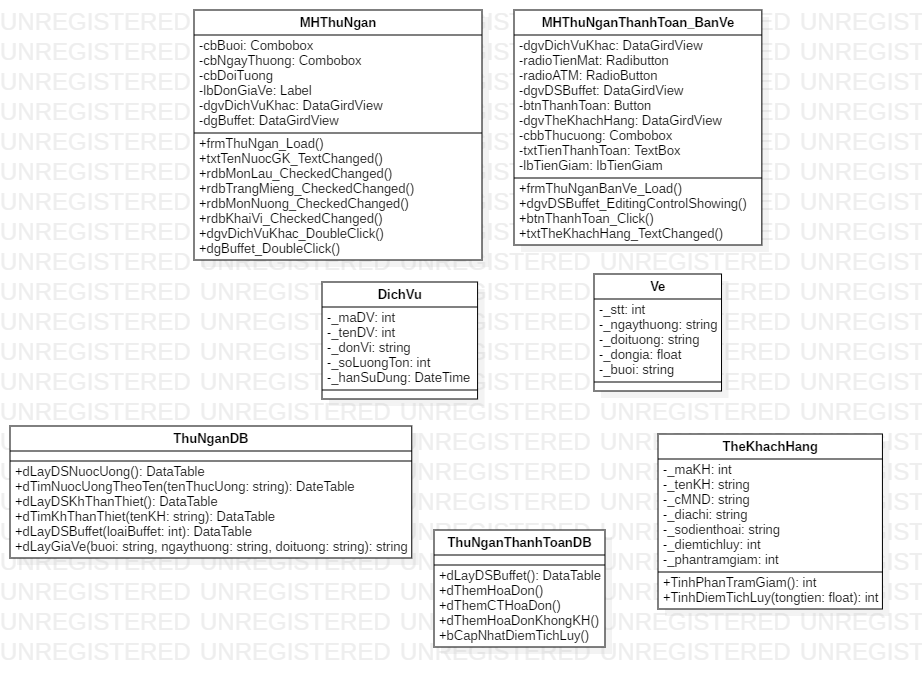 MHThuNgan
-cbBuoi: Combobox
-cbNgayThuong: Combobox
-cbDoiTuong
-lbDonGiaVe: Label
-dgvDichVuKhac: DataGirdView
-dgBuffet: DataGirdView
+frmThuNgan_Load()
+txtTenNuocGK_TextChanged()
+rdbMonLau_CheckedChanged()
+rdbTrangMieng_CheckedChanged()
+rdbMonNuong_CheckedChanged()
+rdbKhaiVi_CheckedChanged()
+dgvDichVuKhac_DoubleClick()
+dgBuffet_DoubleClick()
MHThuNganThanhToan_BanVe
-dgvDichVuKhac: DataGirdView
-radioTienMat: Radibutton
-radioATM: RadioButton
-dgvDSBuffet: DataGirdView
-btnThanhToan: Button
-dgvTheKhachHang: DataGirdView
-cbbThucuong: Combobox
-txtTienThanhToan: TextBox
-lbTienGiam: lbTienGiam
+frmThuNganBanVe_Load()
+dgvDSBuffet_EditingControlShowing()
+btnThanhToan_Click()
+txtTheKhachHang_TextChanged()
DichVu
-_maDV: int
-_tenDV: int
-_donVi: string
-_soLuongTon: int
-_hanSuDung: DateTime
Ve
-_stt: int
-_ngaythuong: string
-_doituong: string
-_dongia: float
-_buoi: string
ThuNganDB
+dLayDSNuocUong(): DataTable
+dTimNuocUongTheoTen(tenThucUong: string): DateTable
+dLayDSKhThanThiet(): DataTable
+dTimKhThanThiet(tenKH: string): DataTable
+dLayDSBuffet(loaiBuffet: int): DataTable
+dLayGiaVe(buoi: string, ngaythuong: string, doituong: string): string
ThuNganThanhToanDB
+dLayDSBuffet(): DataTable
+dThemHoaDon()
+dThemCTHoaDon()
+dThemHoaDonKhongKH()
+bCapNhatDiemTichLuy()
TheKhachHang
-_maKH: int
-_tenKH: string
-_cMND: string
-_diachi: string
-_sodienthoai: string
-_diemtichluy: int
-_phantramgiam: int
+TinhPhanTramGiam(): int
+TinhDiemTichLuy(tongtien: float): int
UNREGISTERED